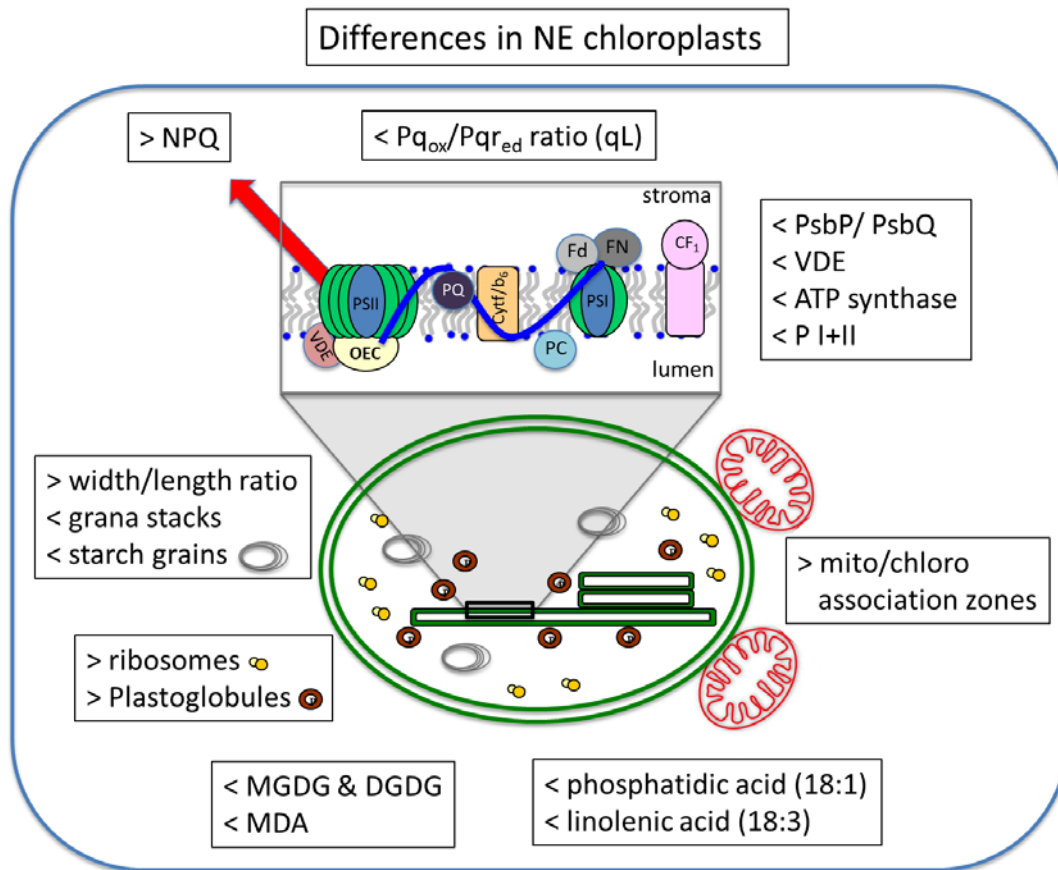 Differences in NE chloroplasts
> NPQ
< Pq_ox/Pqr_ed ratio (qL)
stroma
< PsbP/ PsbQ
< VDE
< ATP synthase
< P I+II
Fd
FN
CF₁
PSII
PQ
Cytf/b₆
PSI
VDE
OEC
PC
lumen
> width/length ratio
< grana stacks
< starch grains
> mito/chloro
association zones
> ribosomes
> Plastoglobules
< MGDG & DGDG
< MDA
< phosphatidic acid (18:1)
< linolenic acid (18:3)